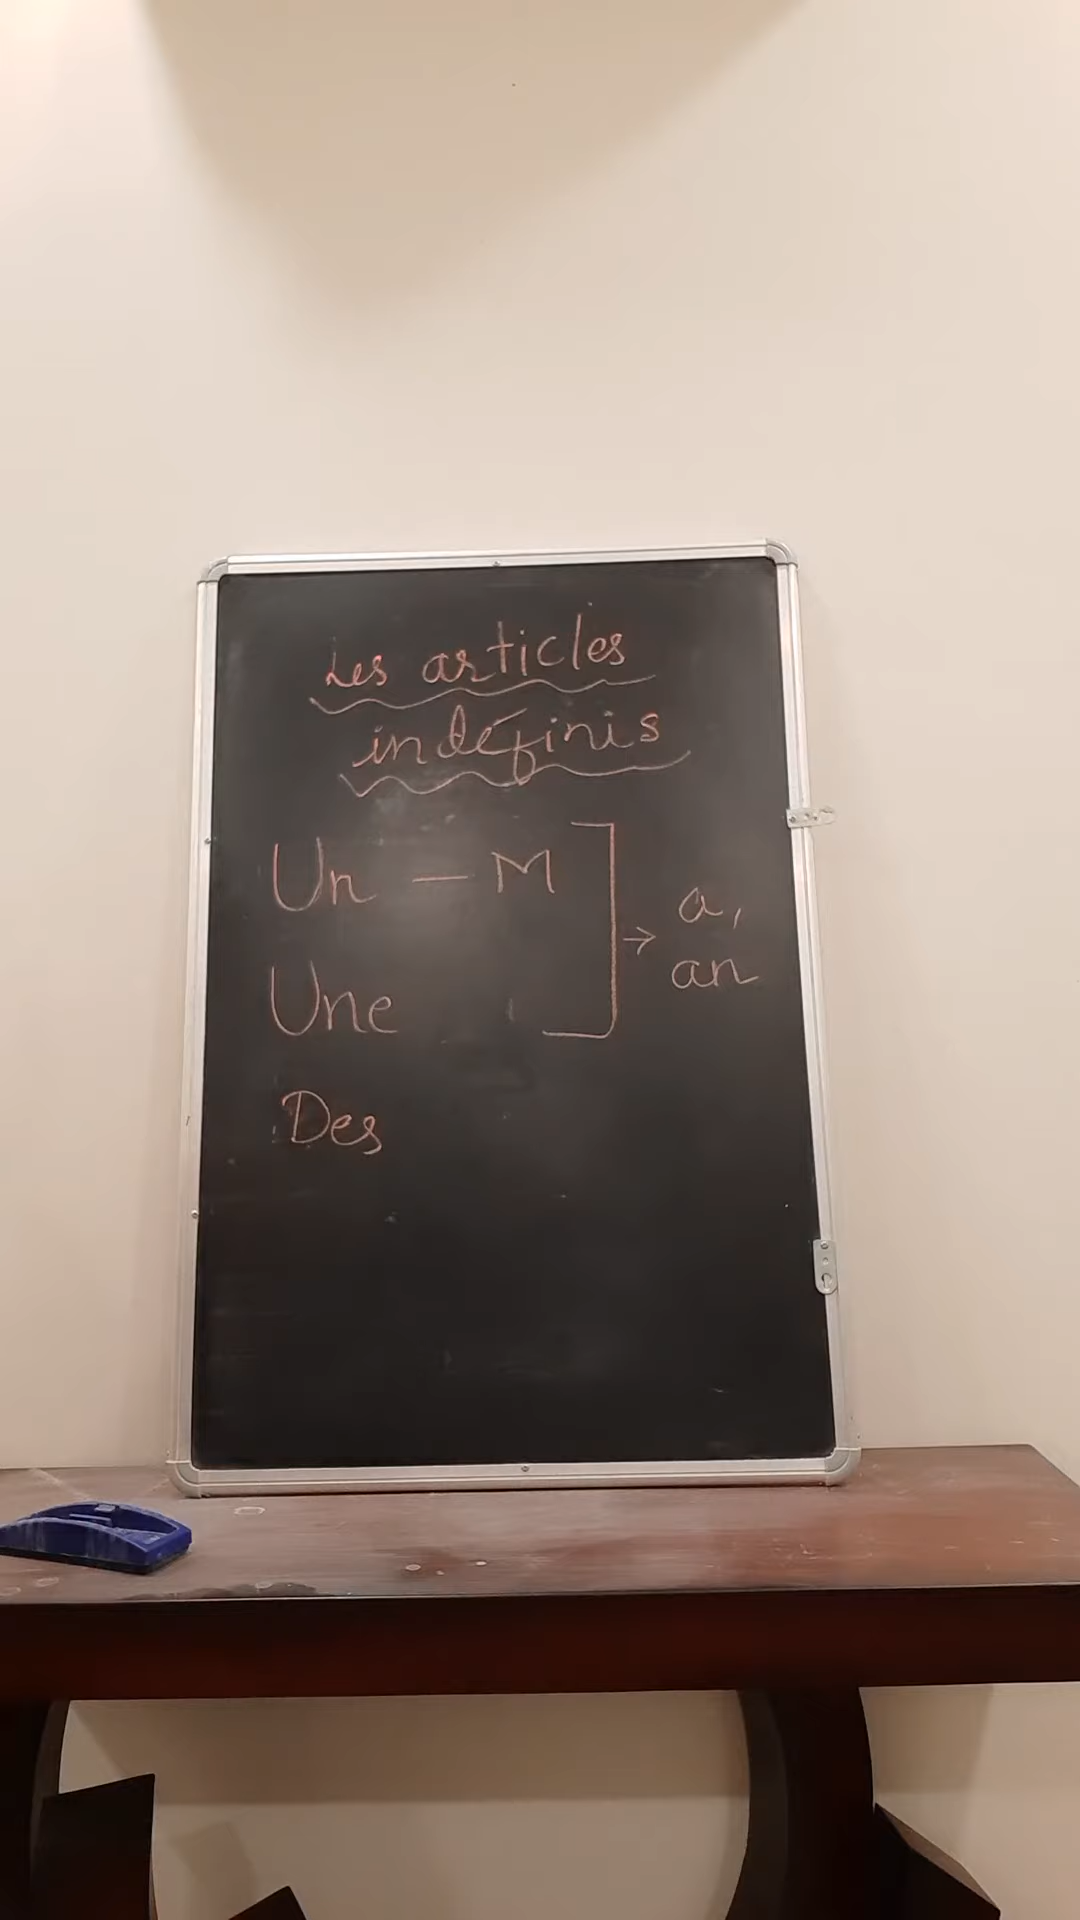 Les articles
indéfinis
Un — M
Une
] → a,
an
Des